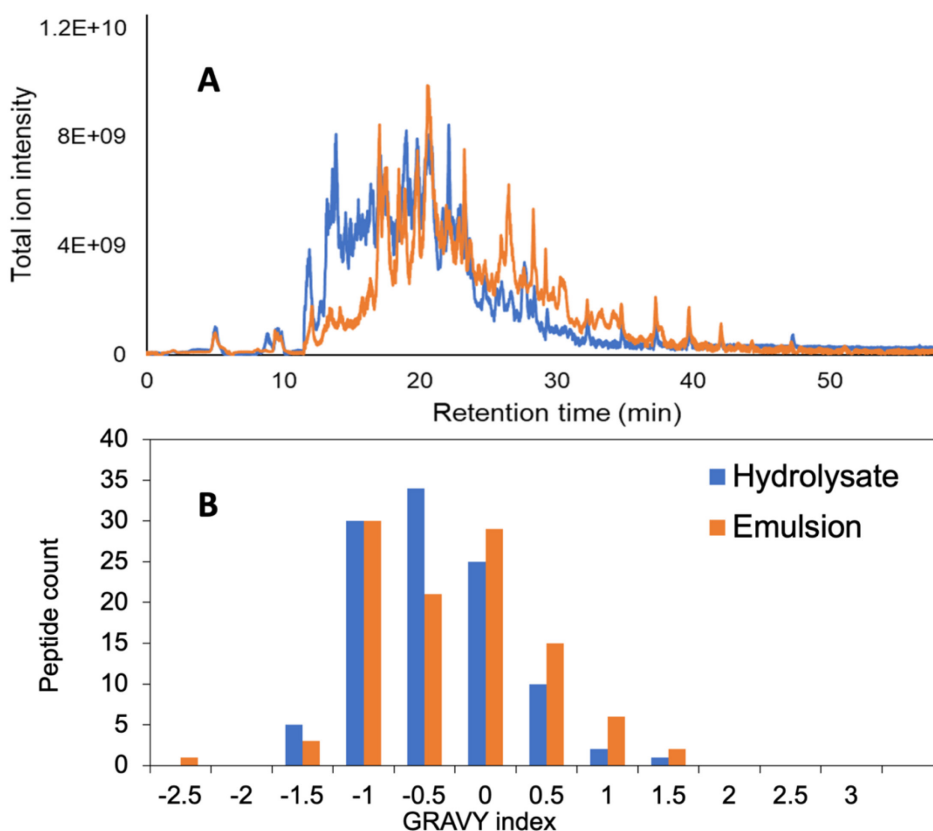 1.2E+10
A
8E+09
Total ion intensity
4E+09
0
0 10 20 30 40 50
Retention time (min)
40
35
B
Hydrolysate
30
Emulsion
25
Peptide count
20
15
10
5
0
-2.5 -2 -1.5 -1 -0.5 0 0.5 1 1.5 2 2.5 3
GRAVY index